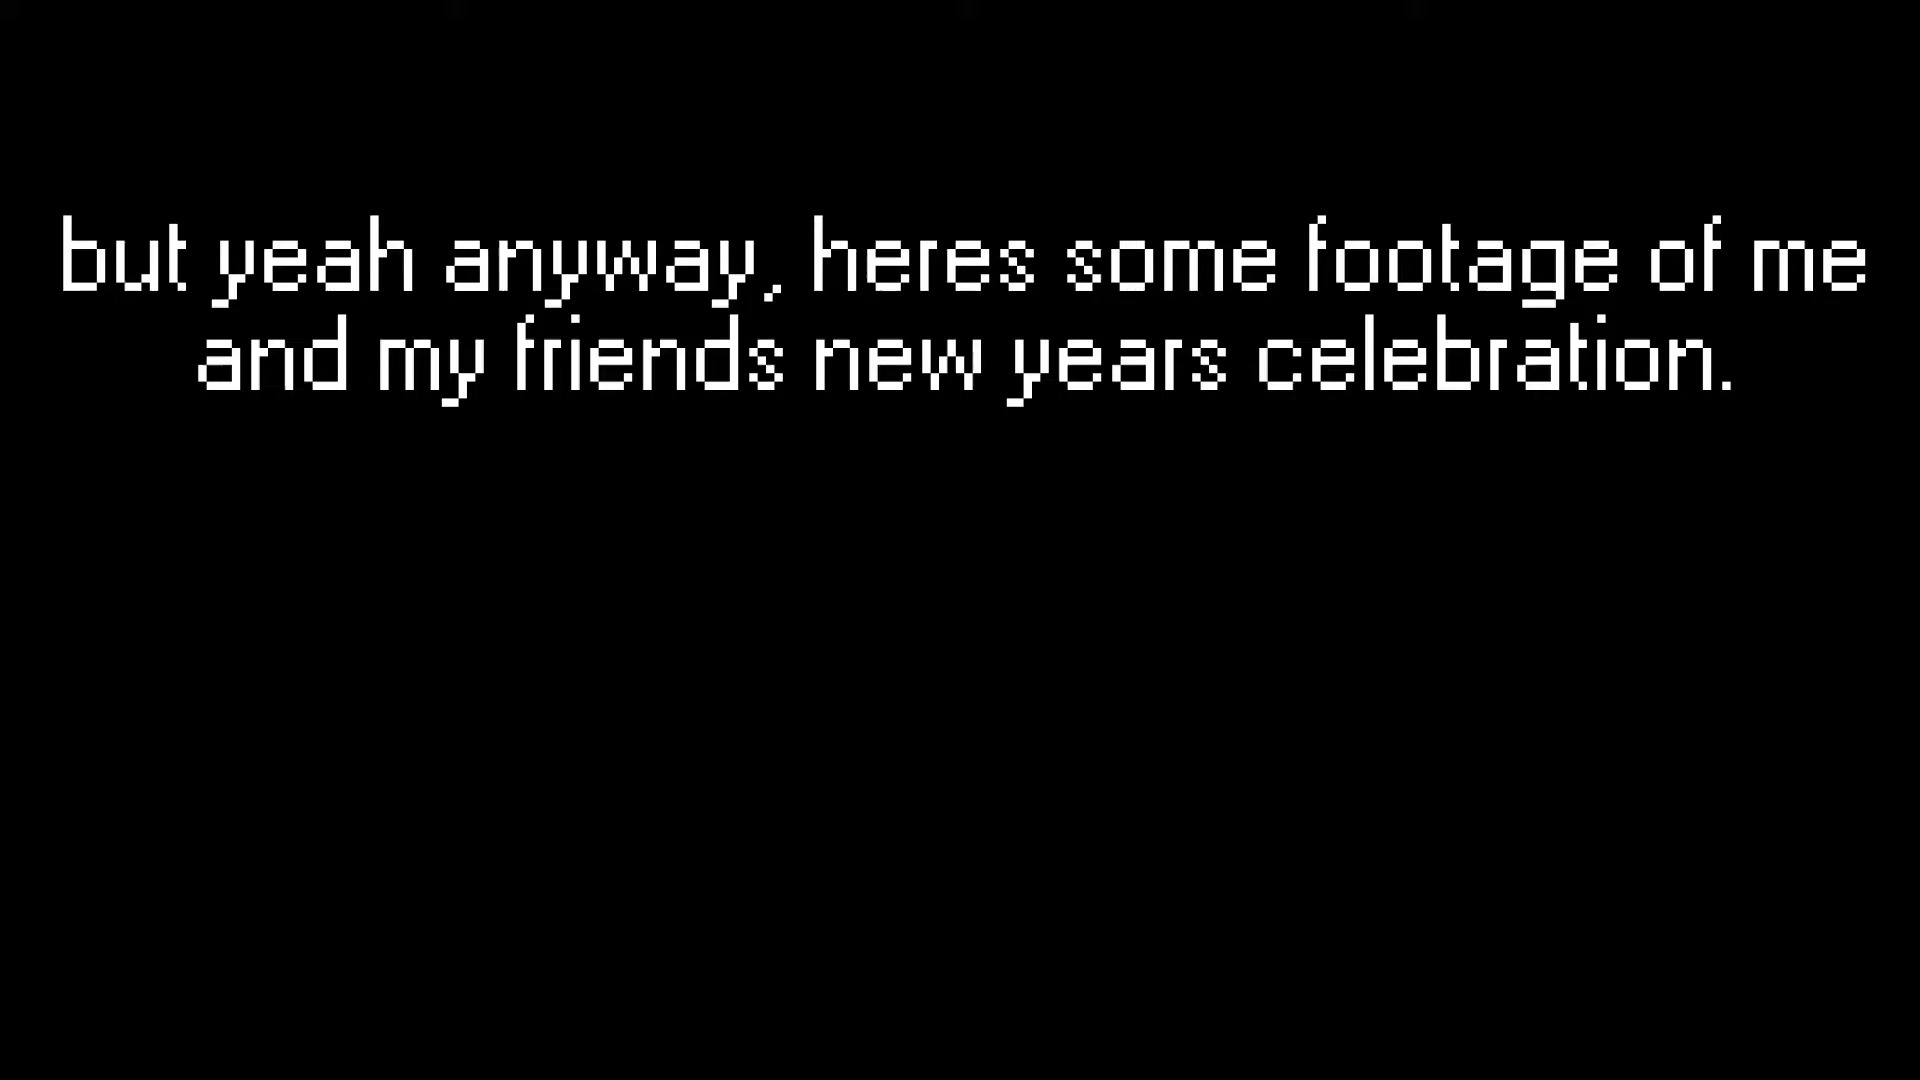 but yeah anyway, heres some footage of me
and my friends new years celebration.